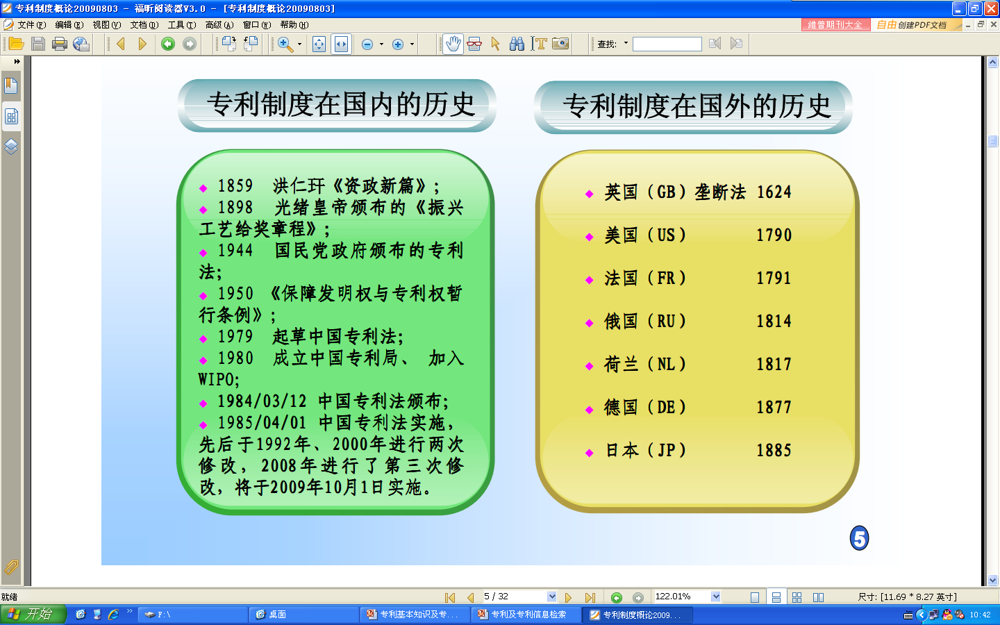 专利制度概论20090803 - 福昕阅读器V3.0 - [专利制度概论20090803]
文件(F) 编辑(E) 视图(V) 文档(D) 工具(T) 高级(A) 窗口(W) 帮助(H)
维普期刊大全 自由创建PDF文档
查找:
专利制度在国内的历史
1859 洪仁玕《资政新篇》;
1898 光绪皇帝颁布的《振兴
工艺给奖章程》;
1944 国民党政府颁布的专利
法;
1950 《保障发明权与专利权暂
行条例》;
1979 起草中国专利法;
1980 成立中国专利局、 加入
WIPO;
1984/03/12 中国专利法颁布;
1985/04/01 中国专利法实施,
先后于1992年、2000年进行两次
修改, 2008年进行了第三次修
改, 将于2009年10月1日实施。
专利制度在国外的历史
英国 (GB) 垄断法 1624
美国 (US) 1790
法国 (FR) 1791
俄国 (RU) 1814
荷兰 (NL) 1817
德国 (DE) 1877
日本 (JP) 1885
5
就绪
5 / 32
122.01%
尺寸: [11.69 * 8.27 英寸]
开始
F:\
桌面
专利基本知识及专...
专利及专利信息检索
专利制度概论2009...
10:42